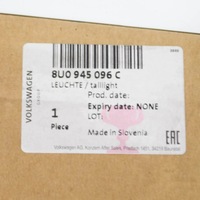 VOLKSWAGEN
8U0 945 096 C
LEUCHTE / taillight
Prod. date:
Expiry date: NONE
LOT:
1
Piece
Made in Slovenia
EAC